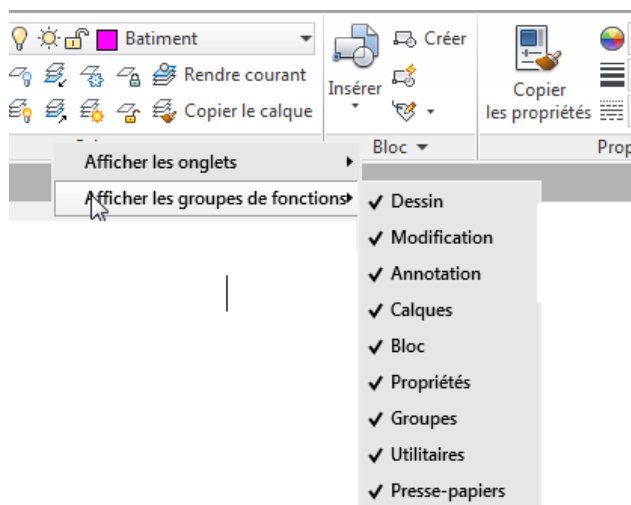 Batiment
Créer
Rendre courant
Insérer
Copier
Copier le calque
les propriétés
Bloc
Prop
Afficher les onglets
Afficher les groupes de fonctions
Dessin
Modification
Annotation
Calques
Bloc
Propriétés
Groupes
Utilitaires
Presse-papiers